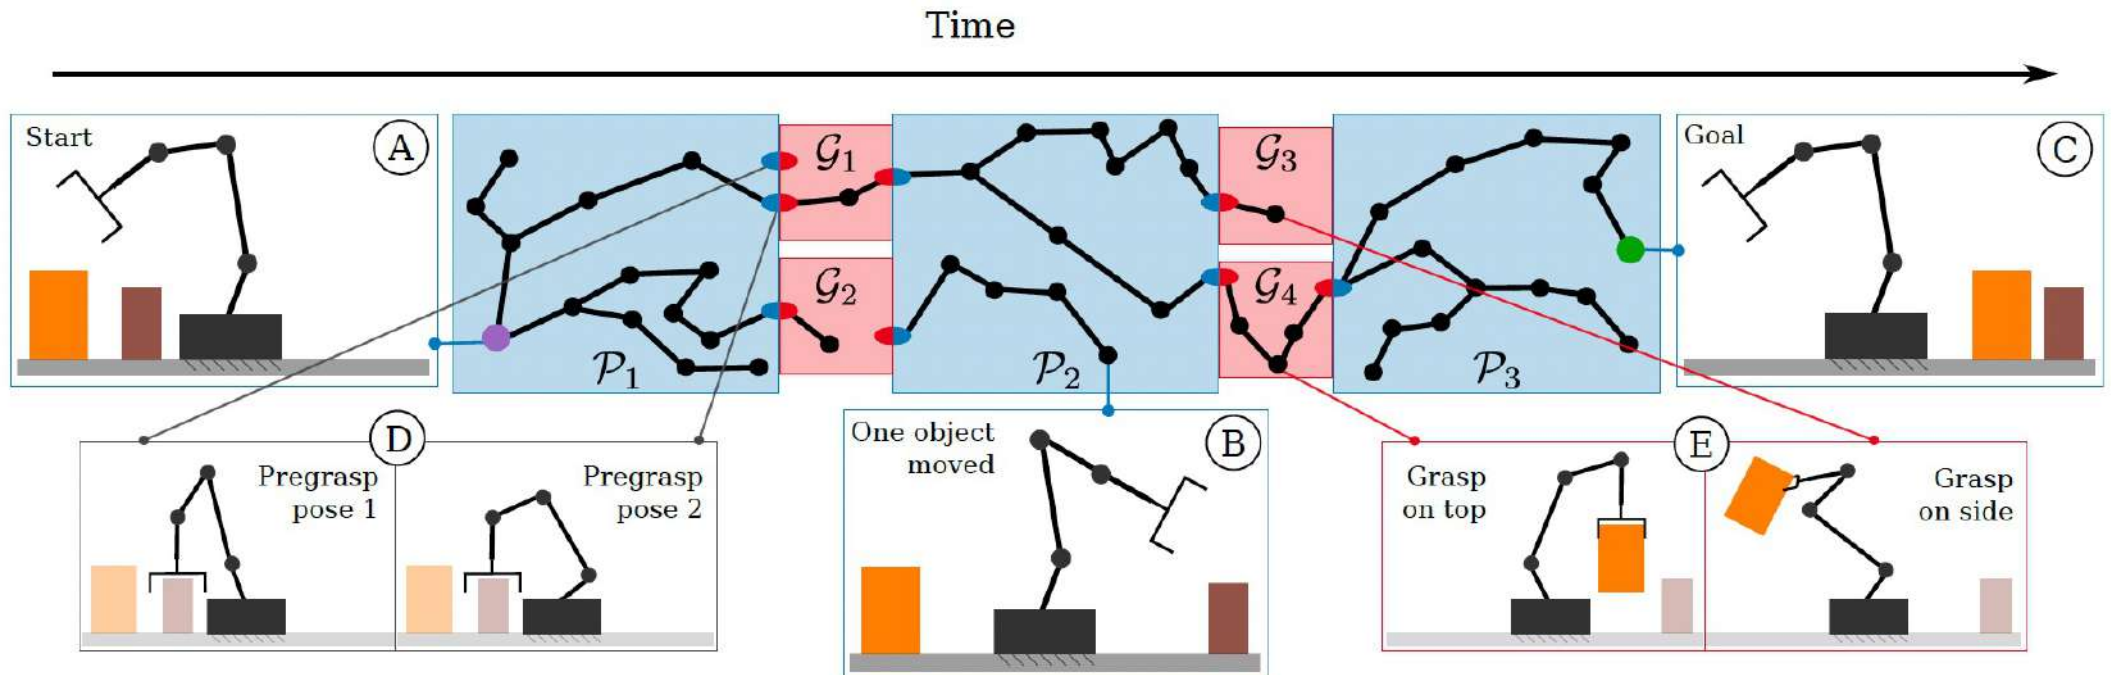 Time
Start
A
𝒢₁
𝒢₃
Goal
C
𝒢₂
𝒢₄
𝒫₁
𝒫₂
𝒫₃
D
Pregrasp
pose 1
Pregrasp
pose 2
One object
moved
B
E
Grasp
on top
Grasp
on side